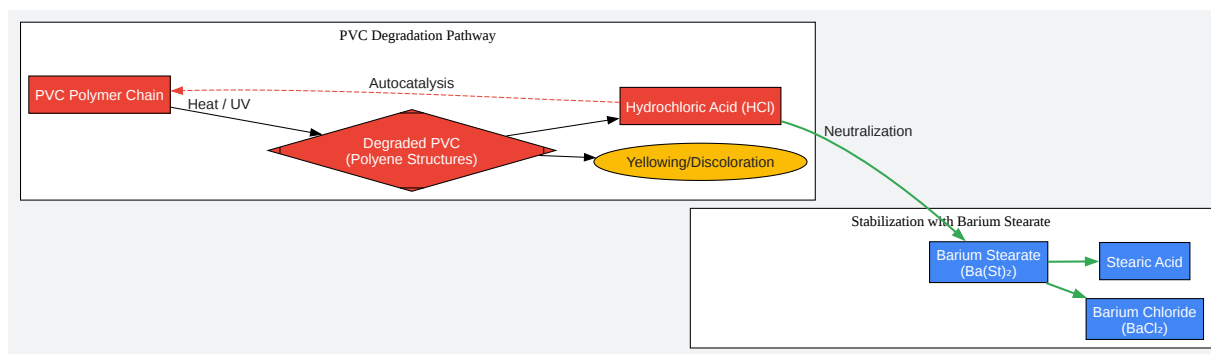 PVC Degradation Pathway
PVC Polymer Chain
Heat / UV
Autocatalysis
Degraded PVC
(Polyene Structures)
Hydrochloric Acid (HCl)
Yellowing/Discoloration
Neutralization
Stabilization with Barium Stearate
Barium Stearate
(Ba(St)₂)
Stearic Acid
Barium Chloride
(BaCl₂)